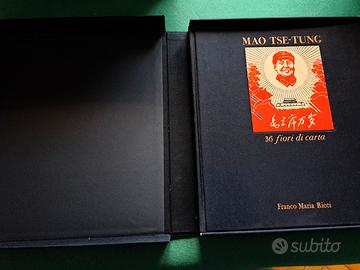 MAO TSE-TUNG
毛主席万岁
36 fiori di carta
Franco Maria Ricci
subito